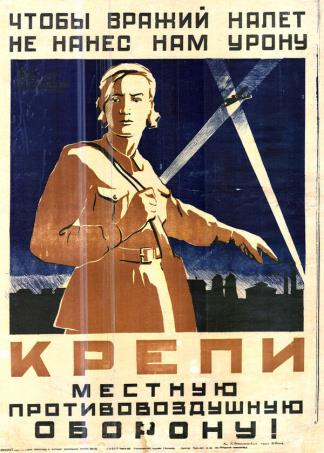 ЧТОБЫ ВРАЖИЙ НАЛЕТ
НЕ НАНЕС НАМ УРОНУ
КРЕПИ
МЕСТНУЮ
ПРОТИВОВОЗДУШНУЮ
ОБОРОНУ!